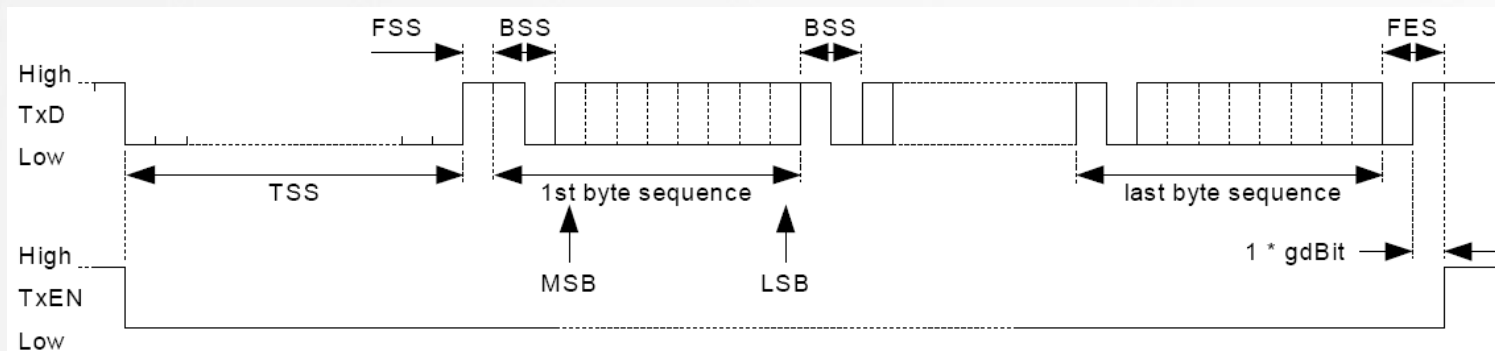 FSS BSS BSS FES
High
TxD
Low
TSS 1st byte sequence last byte sequence
High 1 * gdBit
MSB LSB
TxEN
Low